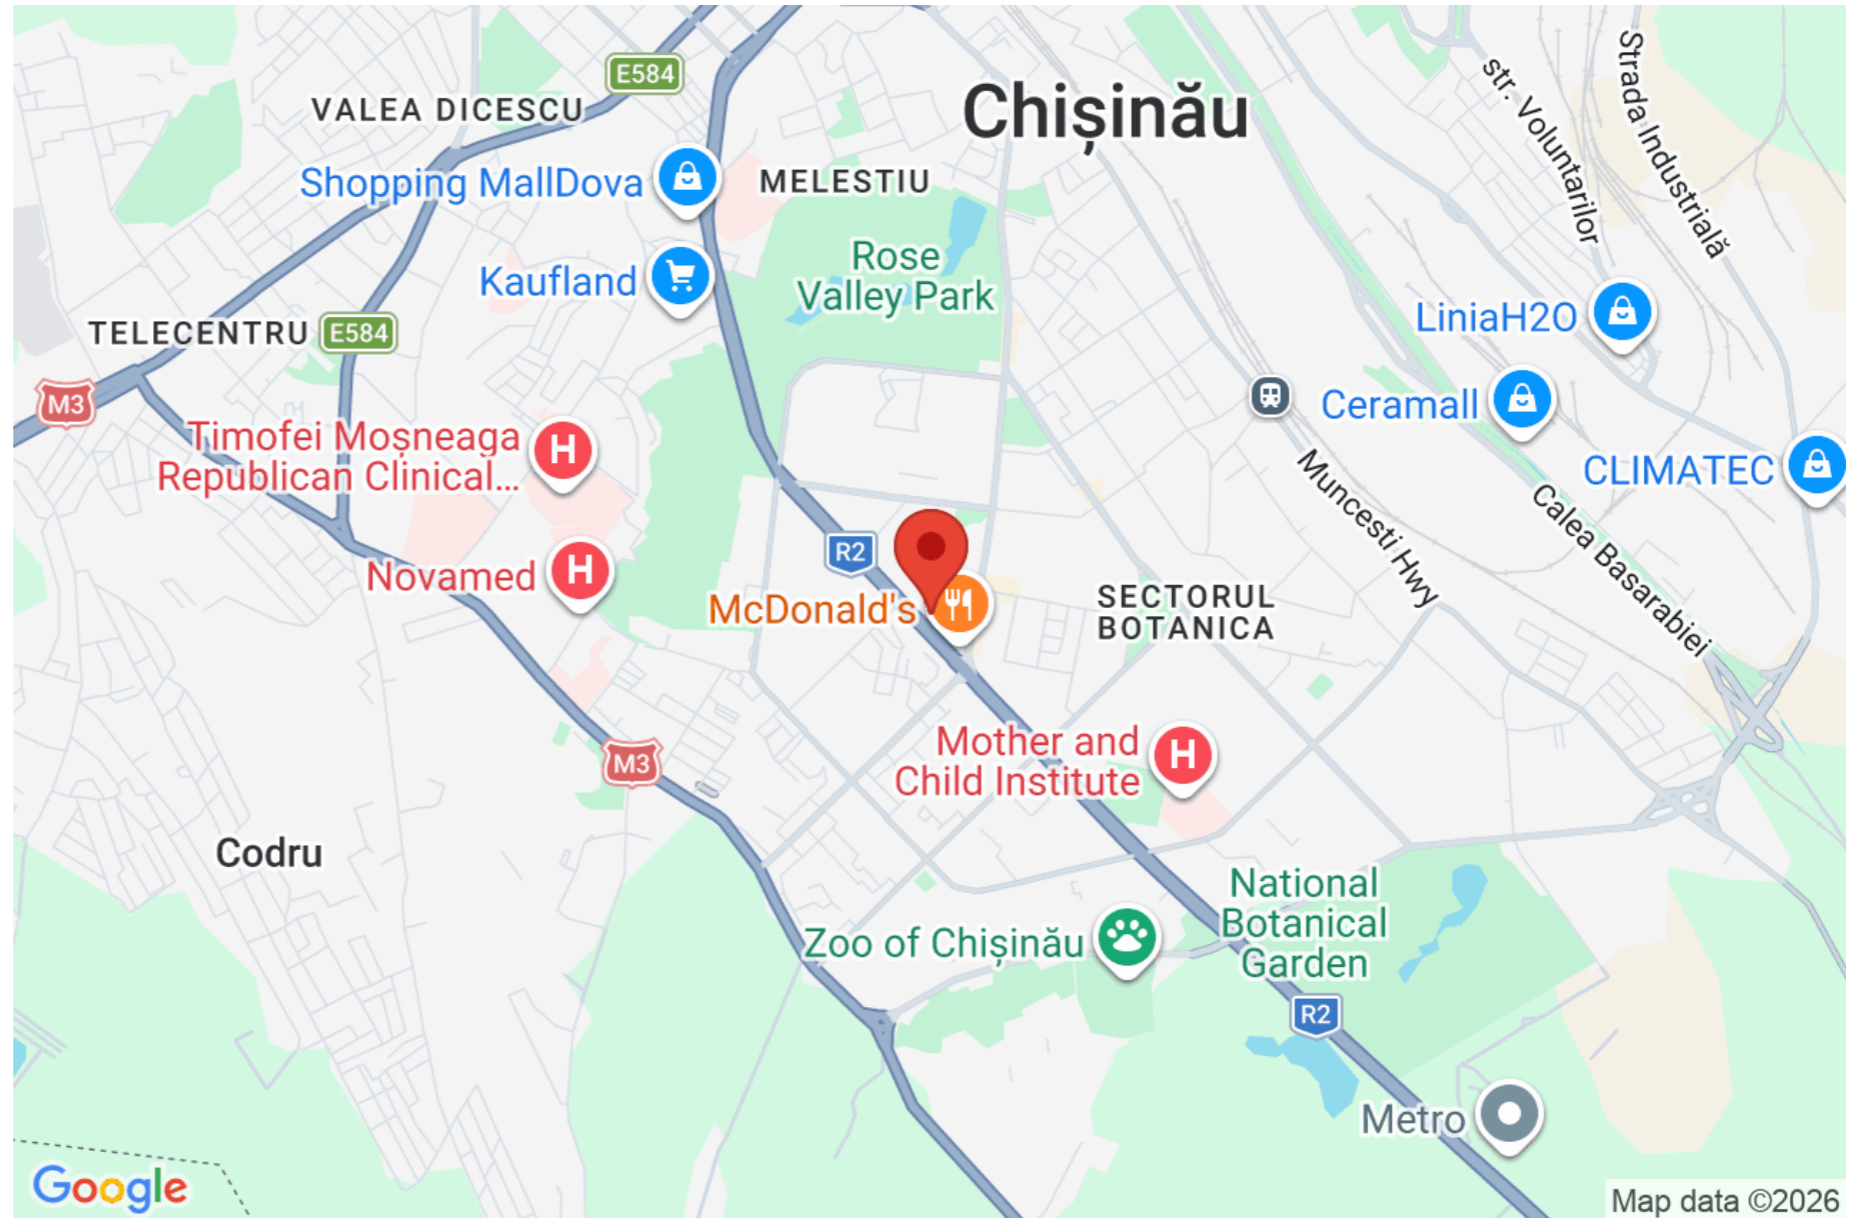 E584
VALEA DICESCU
Chișinău
Shopping MallDova
MELESTIU
str. Voluntarilor
Strada Industrială
Kaufland
Rose
Valley Park
TELECENTRU
E584
LiniaH2O
M3
Ceramall
Timofei Moșneaga
Republican Clinical...
CLIMATEC
Muncesti Hwy
Calea Basarabiei
R2
Novamed
McDonald's
SECTORUL
BOTANICA
Mother and
Child Institute
M3
Codru
National
Botanical
Garden
Zoo of Chișinău
R2
Metro
Google
Map data ©2026